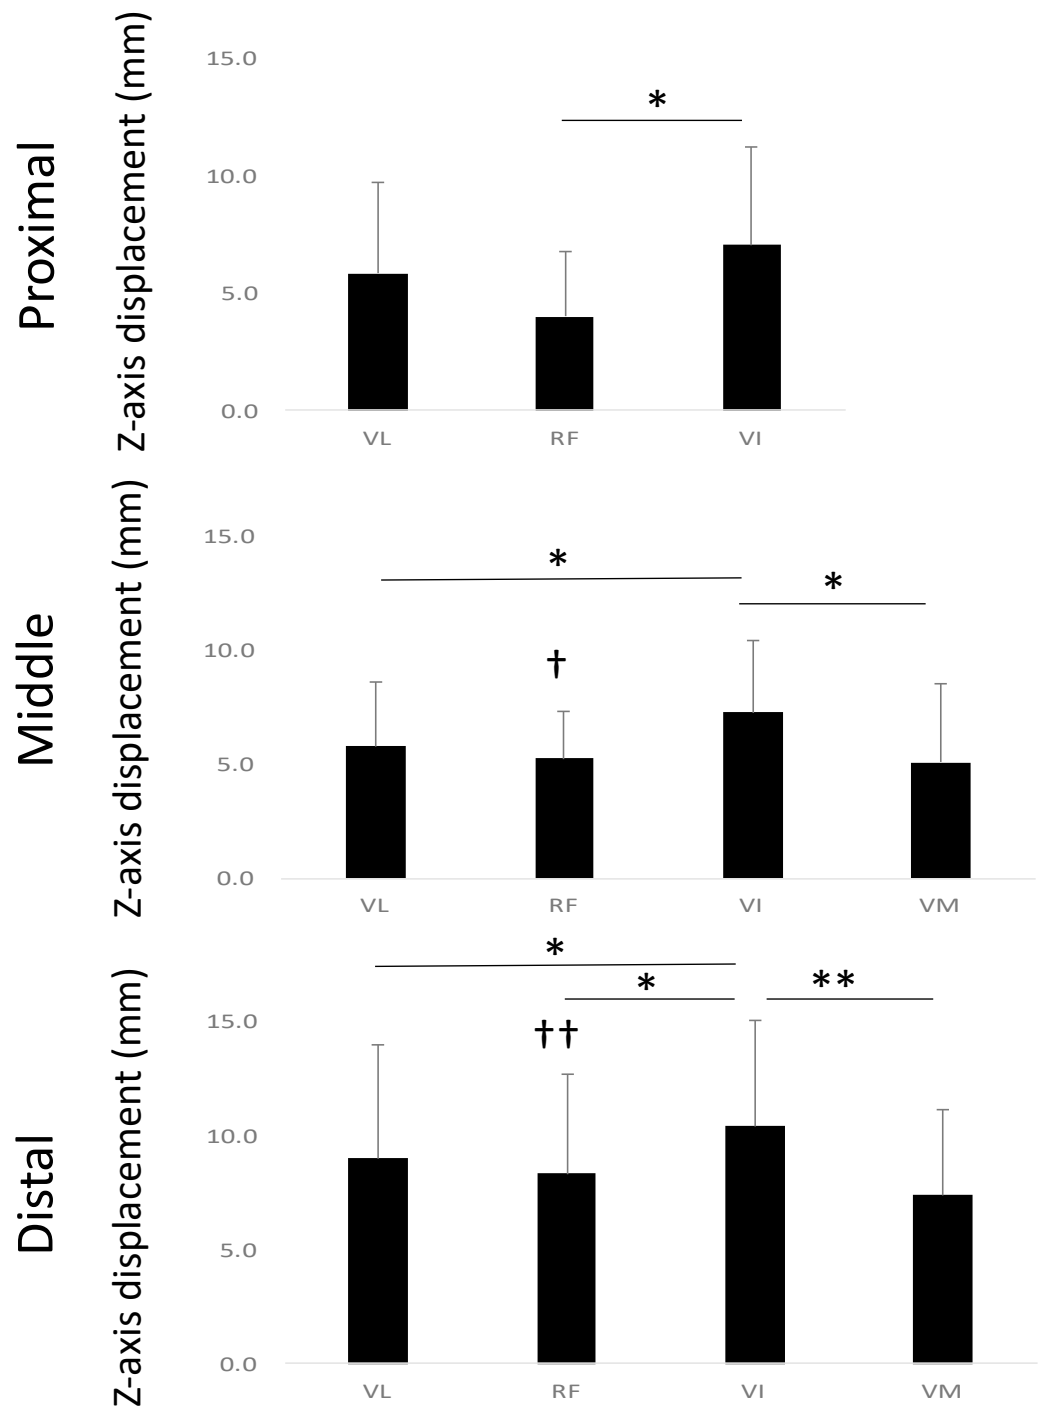 Proximal
Z-axis displacement (mm)
15.0
10.0
5.0
0.0
*
VL RF VI
Middle
Z-axis displacement (mm)
15.0
10.0
5.0
0.0
*
*
†
VL RF VI VM
Distal
Z-axis displacement (mm)
15.0
10.0
5.0
0.0
*
* **
††
VL RF VI VM